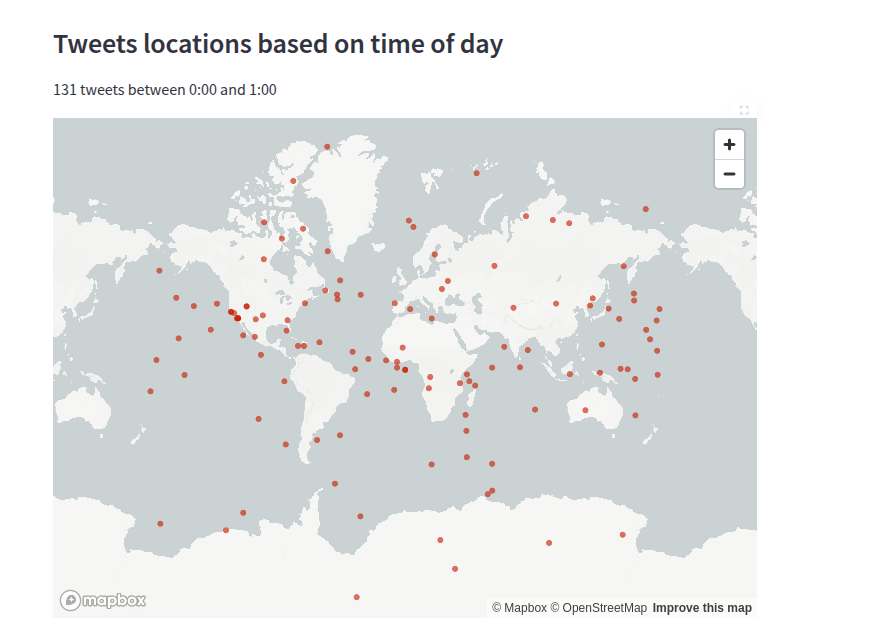 Tweets locations based on time of day
131 tweets between 0:00 and 1:00
+
−
mapbox
© Mapbox © OpenStreetMap Improve this map